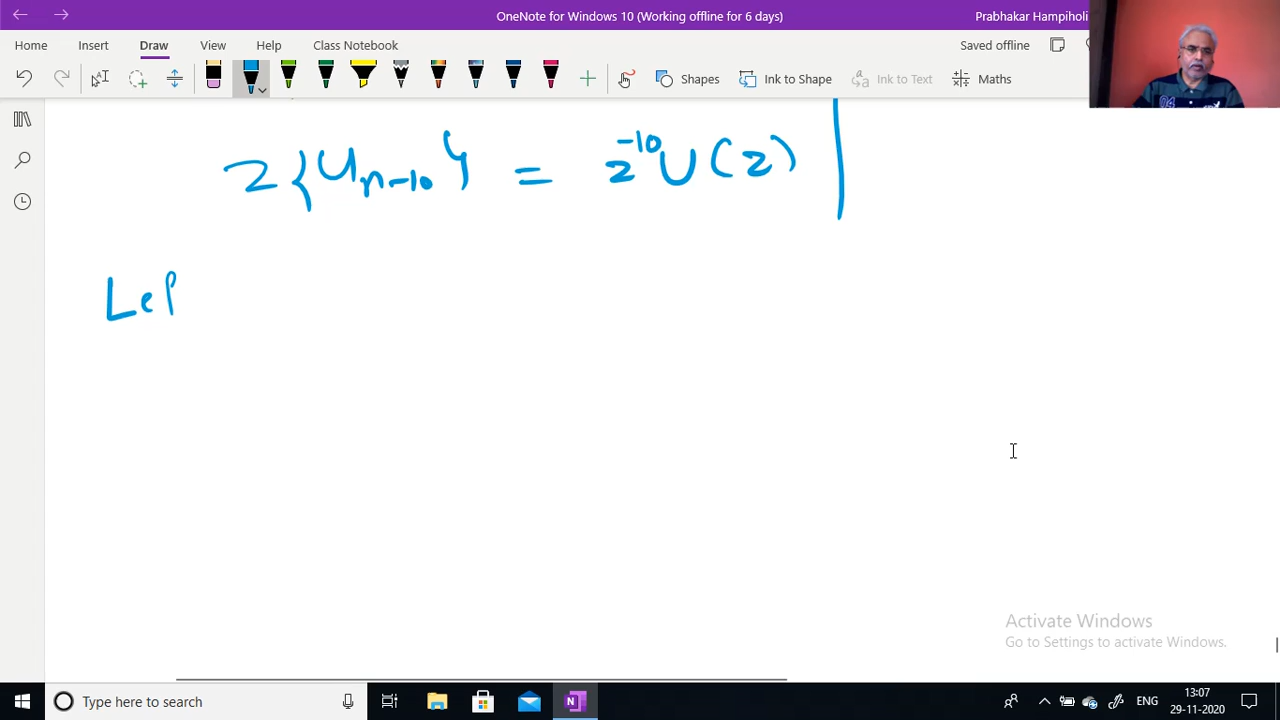 OneNote for Windows 10 (Working offline for 6 days)
Prabhakar Hampiholi
Home Insert Draw View Help Class Notebook Saved offline
Shapes Ink to Shape Ink to Text Maths
Z{U_{n-10}} = z^{-10}U(z)
Lef
04
Activate Windows
Go to Settings to activate Windows.
Type here to search
ENG
13:07
29-11-2020